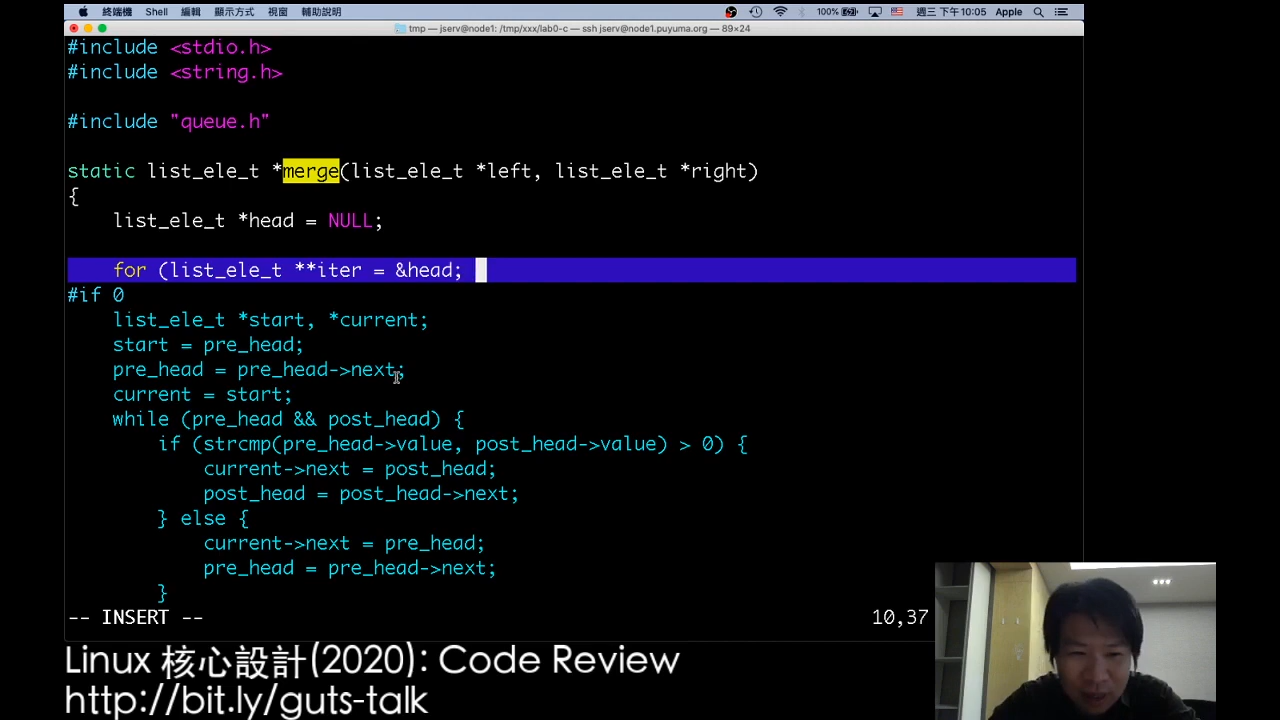 終端機 Shell 編輯 顯示方式 視窗 輔助說明 100% 週三 下午10:05 Apple
tmp — jserv@node1: /tmp/xxx/lab0-c — ssh jserv@node1.puyuma.org — 89×24
#include <stdio.h>
#include <string.h>
#include "queue.h"
static list_ele_t *merge(list_ele_t *left, list_ele_t *right)
{
    list_ele_t *head = NULL;
    for (list_ele_t **iter = &head;
#if 0
    list_ele_t *start, *current;
    start = pre_head;
    pre_head = pre_head->next;
    current = start;
    while (pre_head && post_head) {
        if (strcmp(pre_head->value, post_head->value) > 0) {
            current->next = post_head;
            post_head = post_head->next;
        } else {
            current->next = pre_head;
            pre_head = pre_head->next;
        }
-- INSERT -- 10,37
Linux 核心設計(2020): Code Review
http://bit.ly/guts-talk